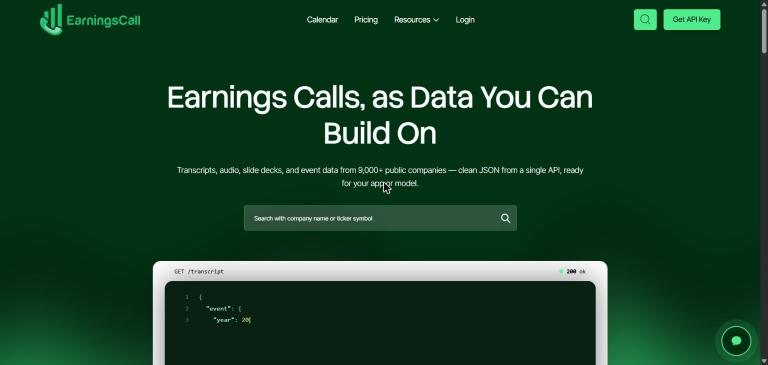 EarningsCall
Calendar
Pricing
Resources
Login
Get API Key
Earnings Calls, as Data You Can
Build On
Transcripts, audio, slide decks, and event data from 9,000+ public companies — clean JSON from a single API, ready
for your app or model.
Search with company name or ticker symbol
GET /transcript
200 ok
1 {
2 "event": {
3 "year": 20